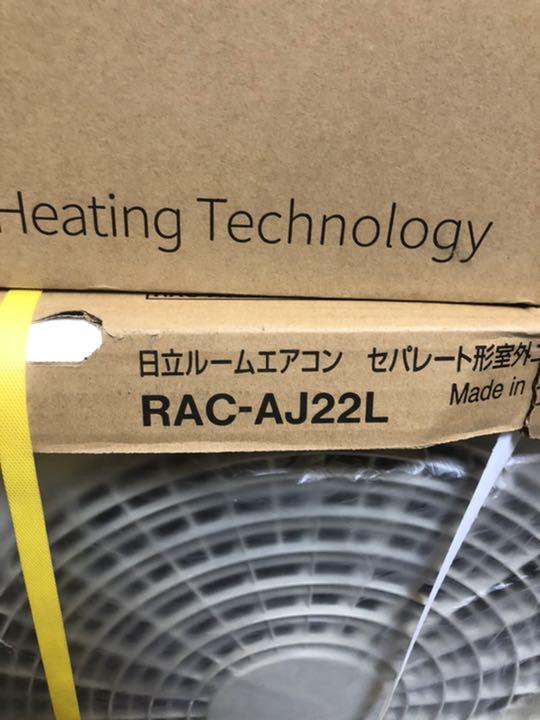 Heating Technology
日立ルームエアコン セパレート形室外
RAC-AJ22L
Made in